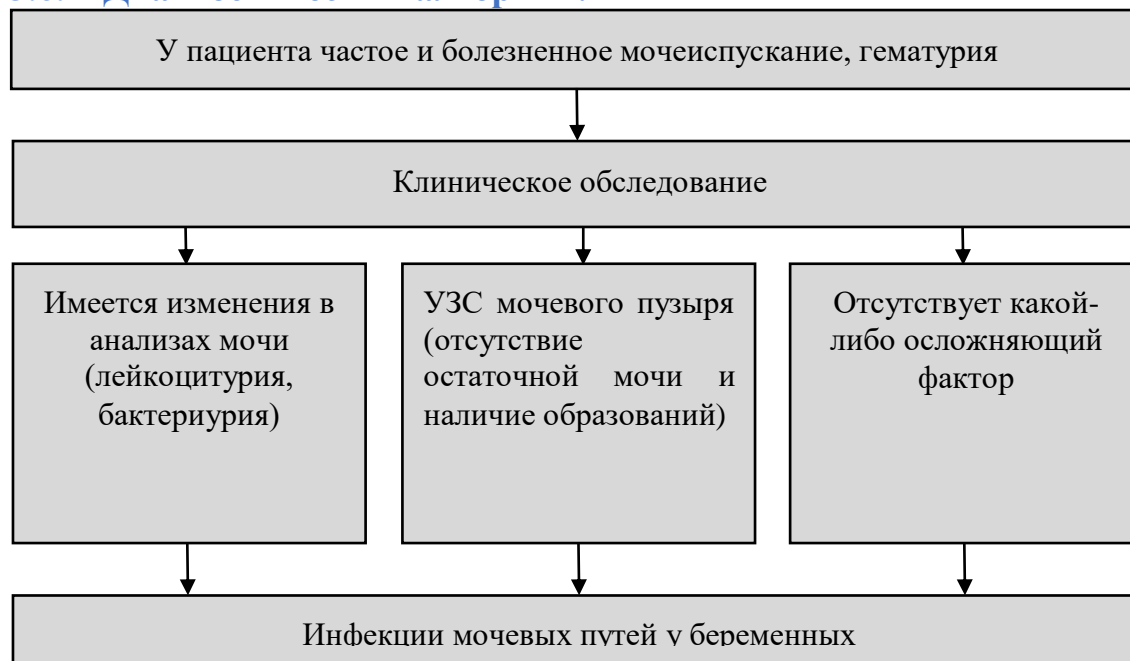 У пациента частое и болезненное мочеиспускание, гематурия
Клиническое обследование
Имеется изменения в
анализах мочи
(лейкоцитурия,
бактериурия)
УЗС мочевого пузыря
(отсутствие
остаточной мочи и
наличие образований)
Отсутствует какой-
либо осложняющий
фактор
Инфекции мочевых путей у беременных